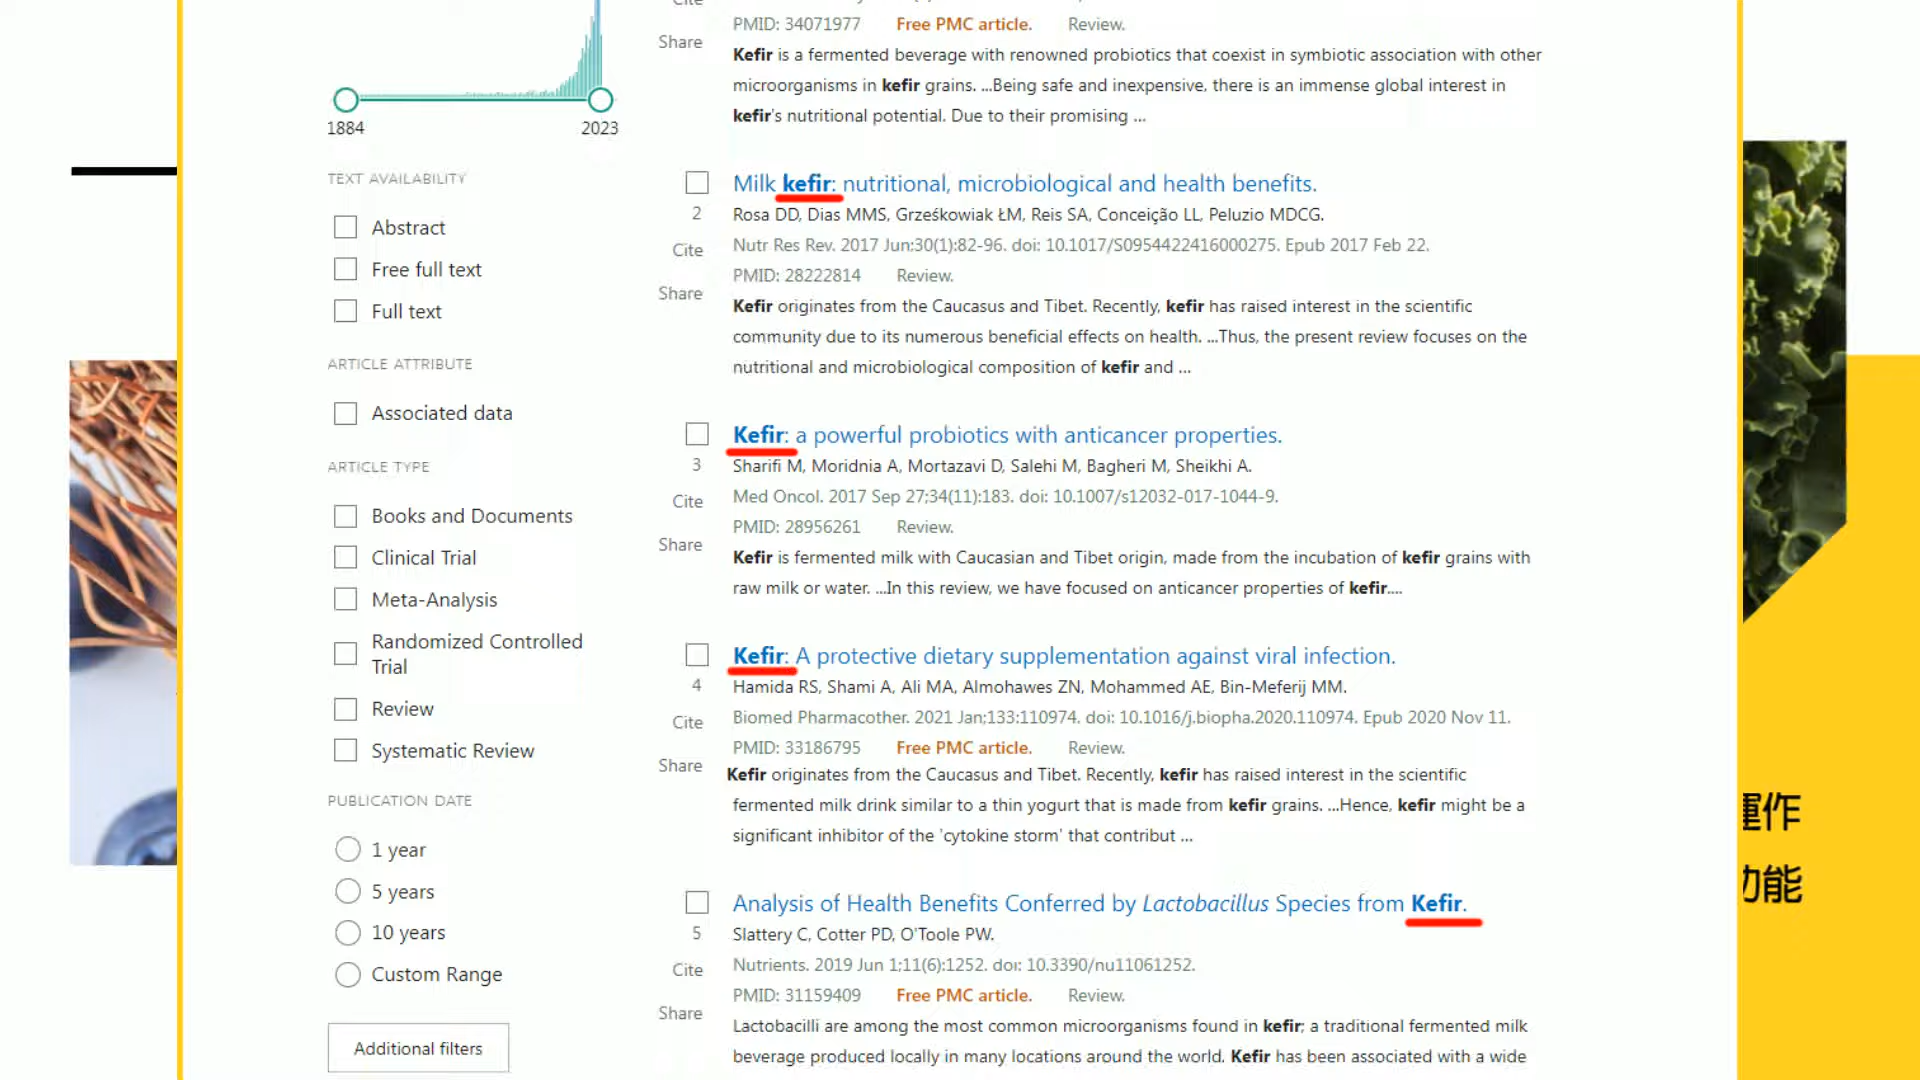 1884
2023
TEXT AVAILABILITY
Abstract
Free full text
Full text
ARTICLE ATTRIBUTE
Associated data
ARTICLE TYPE
Books and Documents
Clinical Trial
Meta-Analysis
Randomized Controlled
Trial
Review
Systematic Review
PUBLICATION DATE
1 year
5 years
10 years
Custom Range
Additional filters
Cite
PMID: 34071977 Free PMC article. Review.
Share
Kefir is a fermented beverage with renowned probiotics that coexist in symbiotic association with other
microorganisms in kefir grains. ...Being safe and inexpensive, there is an immense global interest in
kefir's nutritional potential. Due to their promising ...
Milk kefir: nutritional, microbiological and health benefits.
2
Rosa DD, Dias MMS, Grześkowiak ŁM, Reis SA, Conceição LL, Peluzio MDCG.
Cite
Nutr Res Rev. 2017 Jun;30(1):82-96. doi: 10.1017/S0954422416000275. Epub 2017 Feb 22.
PMID: 28222814 Review.
Share
Kefir originates from the Caucasus and Tibet. Recently, kefir has raised interest in the scientific
community due to its numerous beneficial effects on health. ...Thus, the present review focuses on the
nutritional and microbiological composition of kefir and ...
Kefir: a powerful probiotics with anticancer properties.
3
Sharifi M, Moridnia A, Mortazavi D, Salehi M, Bagheri M, Sheikhi A.
Cite
Med Oncol. 2017 Sep 27;34(11):183. doi: 10.1007/s12032-017-1044-9.
PMID: 28956261 Review.
Share
Kefir is fermented milk with Caucasian and Tibet origin, made from the incubation of kefir grains with
raw milk or water. ...In this review, we have focused on anticancer properties of kefir....
Kefir: A protective dietary supplementation against viral infection.
4
Hamida RS, Shami A, Ali MA, Almohawes ZN, Mohammed AE, Bin-Meferij MM.
Cite
Biomed Pharmacother. 2021 Jan;133:110974. doi: 10.1016/j.biopha.2020.110974. Epub 2020 Nov 11.
PMID: 33186795 Free PMC article. Review.
Share
Kefir originates from the Caucasus and Tibet. Recently, kefir has raised interest in the scientific
fermented milk drink similar to a thin yogurt that is made from kefir grains. ...Hence, kefir might be a
significant inhibitor of the 'cytokine storm' that contribut ...
Analysis of Health Benefits Conferred by Lactobacillus Species from Kefir.
5
Slattery C, Cotter PD, O'Toole PW.
Cite
Nutrients. 2019 Jun 1;11(6):1252. doi: 10.3390/nu11061252.
PMID: 31159409 Free PMC article. Review.
Share
Lactobacilli are among the most common microorganisms found in kefir; a traditional fermented milk
beverage produced locally in many locations around the world. Kefir has been associated with a wide
運作
功能